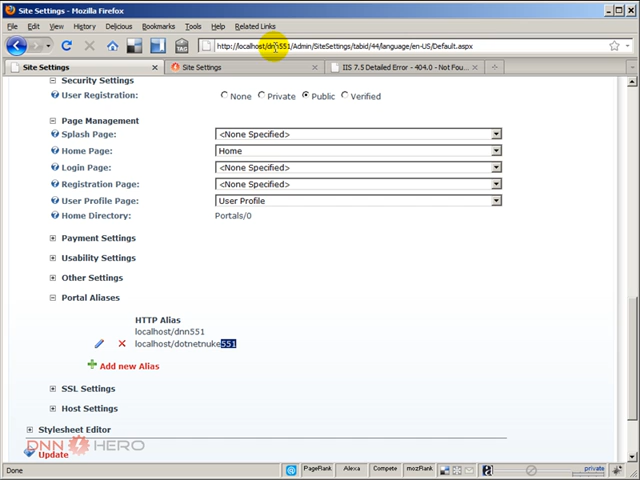 Site Settings - Mozilla Firefox
File Edit View History Delicious Bookmarks Tools Help Related Links
http://localhost/dnn551/Admin/SiteSettings/tabid/44/language/en-US/Default.aspx
Site Settings Site Settings IIS 7.5 Detailed Error - 404.0 - Not Fou...
Security Settings
User Registration: None Private Public Verified
Page Management
Splash Page: <None Specified>
Home Page: Home
Login Page: <None Specified>
Registration Page: <None Specified>
User Profile Page: User Profile
Home Directory: Portals/0
Payment Settings
Usability Settings
Other Settings
Portal Aliases
HTTP Alias
localhost/dnn551
localhost/dotnetnuke551
Add new Alias
SSL Settings
Host Settings
Stylesheet Editor
DNN HERO
Update
Done PageRank Alexa Compete mozRank private